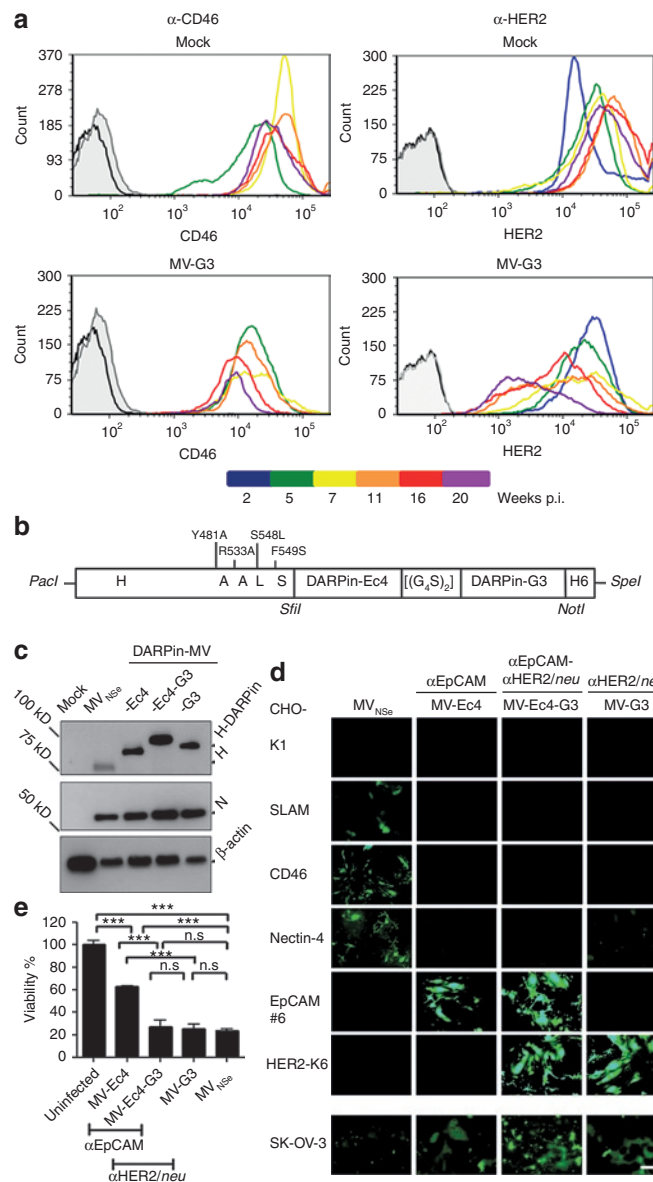 a
α-CD46
α-HER2
Mock
Mock
370
278
185
93
0
Count
10² 10³ 10⁴ 10⁵
CD46
300
225
150
75
0
Count
10² 10³ 10⁴ 10⁵
HER2
MV-G3
MV-G3
300
225
150
75
0
Count
10² 10³ 10⁴ 10⁵
CD46
300
225
150
75
0
Count
10² 10³ 10⁴ 10⁵
HER2
2 5 7 11 16 20 Weeks p.i.
b
Y481A
R533A
S548L
F549S
PacI
H A A L S DARPin-Ec4 [(G₄S)₂] DARPin-G3 H6
SpeI
SfiI
NotI
c
DARPin-MV
Mock
MV NSe
-Ec4
-Ec4-G3
-G3
100 kD
75 kD
50 kD
H-DARPin
H
N
β-actin
d
αEpCAM
αEpCAM-
αHER2/neu
αHER2/neu
CHO-
MV NSe
MV-Ec4
MV-Ec4-G3
MV-G3
K1
SLAM
CD46
Nectin-4
EpCAM
#6
HER2-K6
SK-OV-3
e
***
*** ***
*** n.s
***
n.s n.s
120
100
80
60
40
20
0
Viability %
Uninfected
MV-Ec4
MV-Ec4-G3
MV-G3
MV NSe
αEpCAM
αHER2/neu